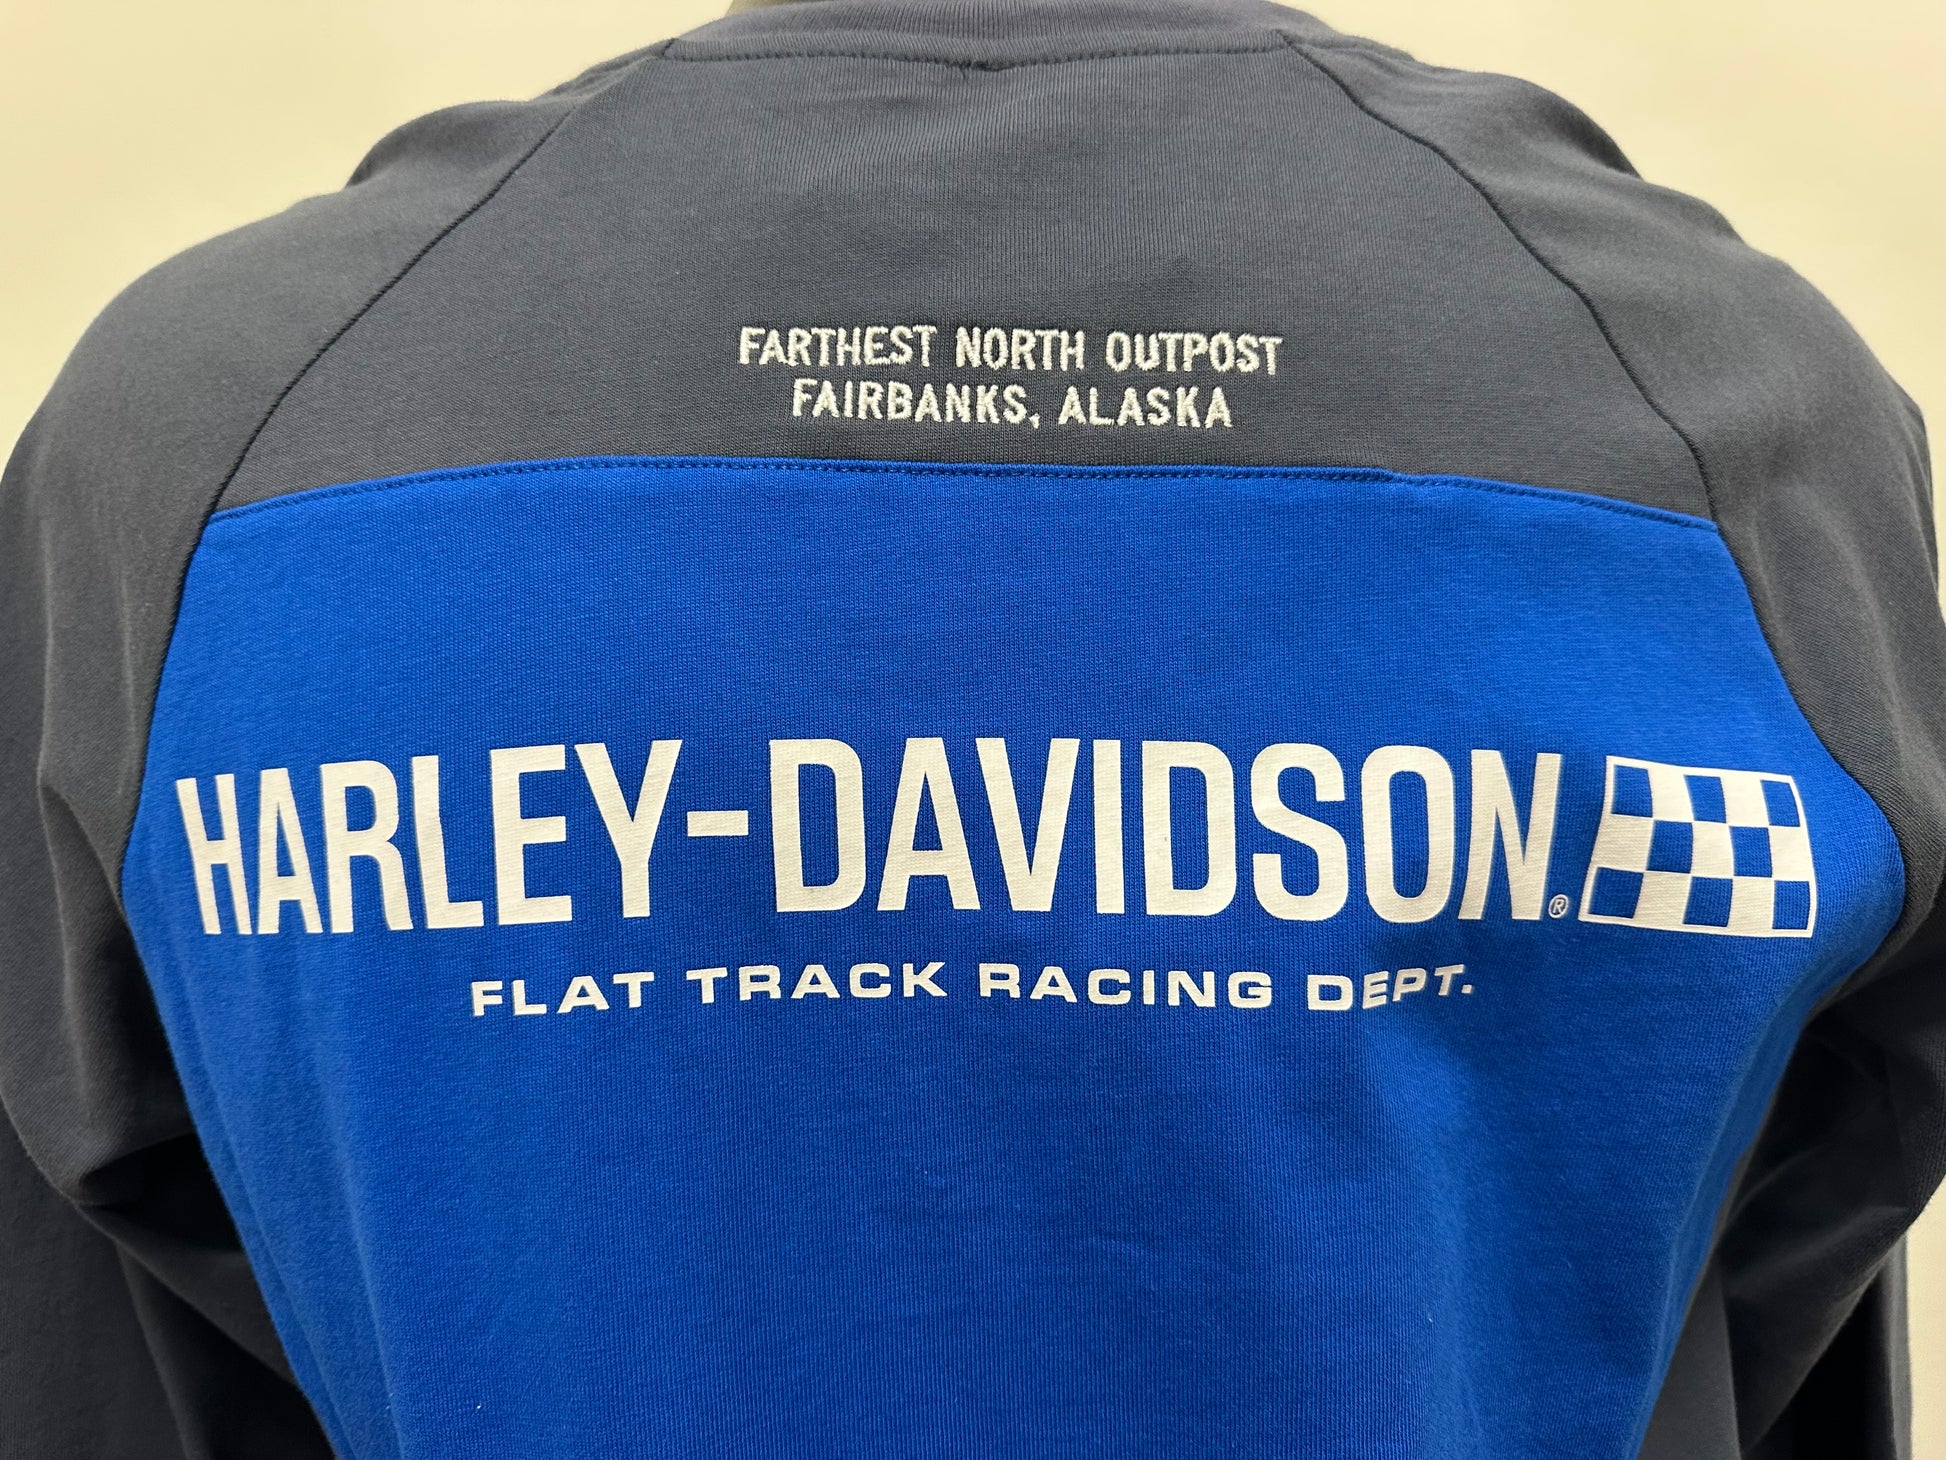 FARTHEST NORTH OUTPOST
FAIRBANKS, ALASKA
HARLEY-DAVIDSON®
FLAT TRACK RACING DEPT.